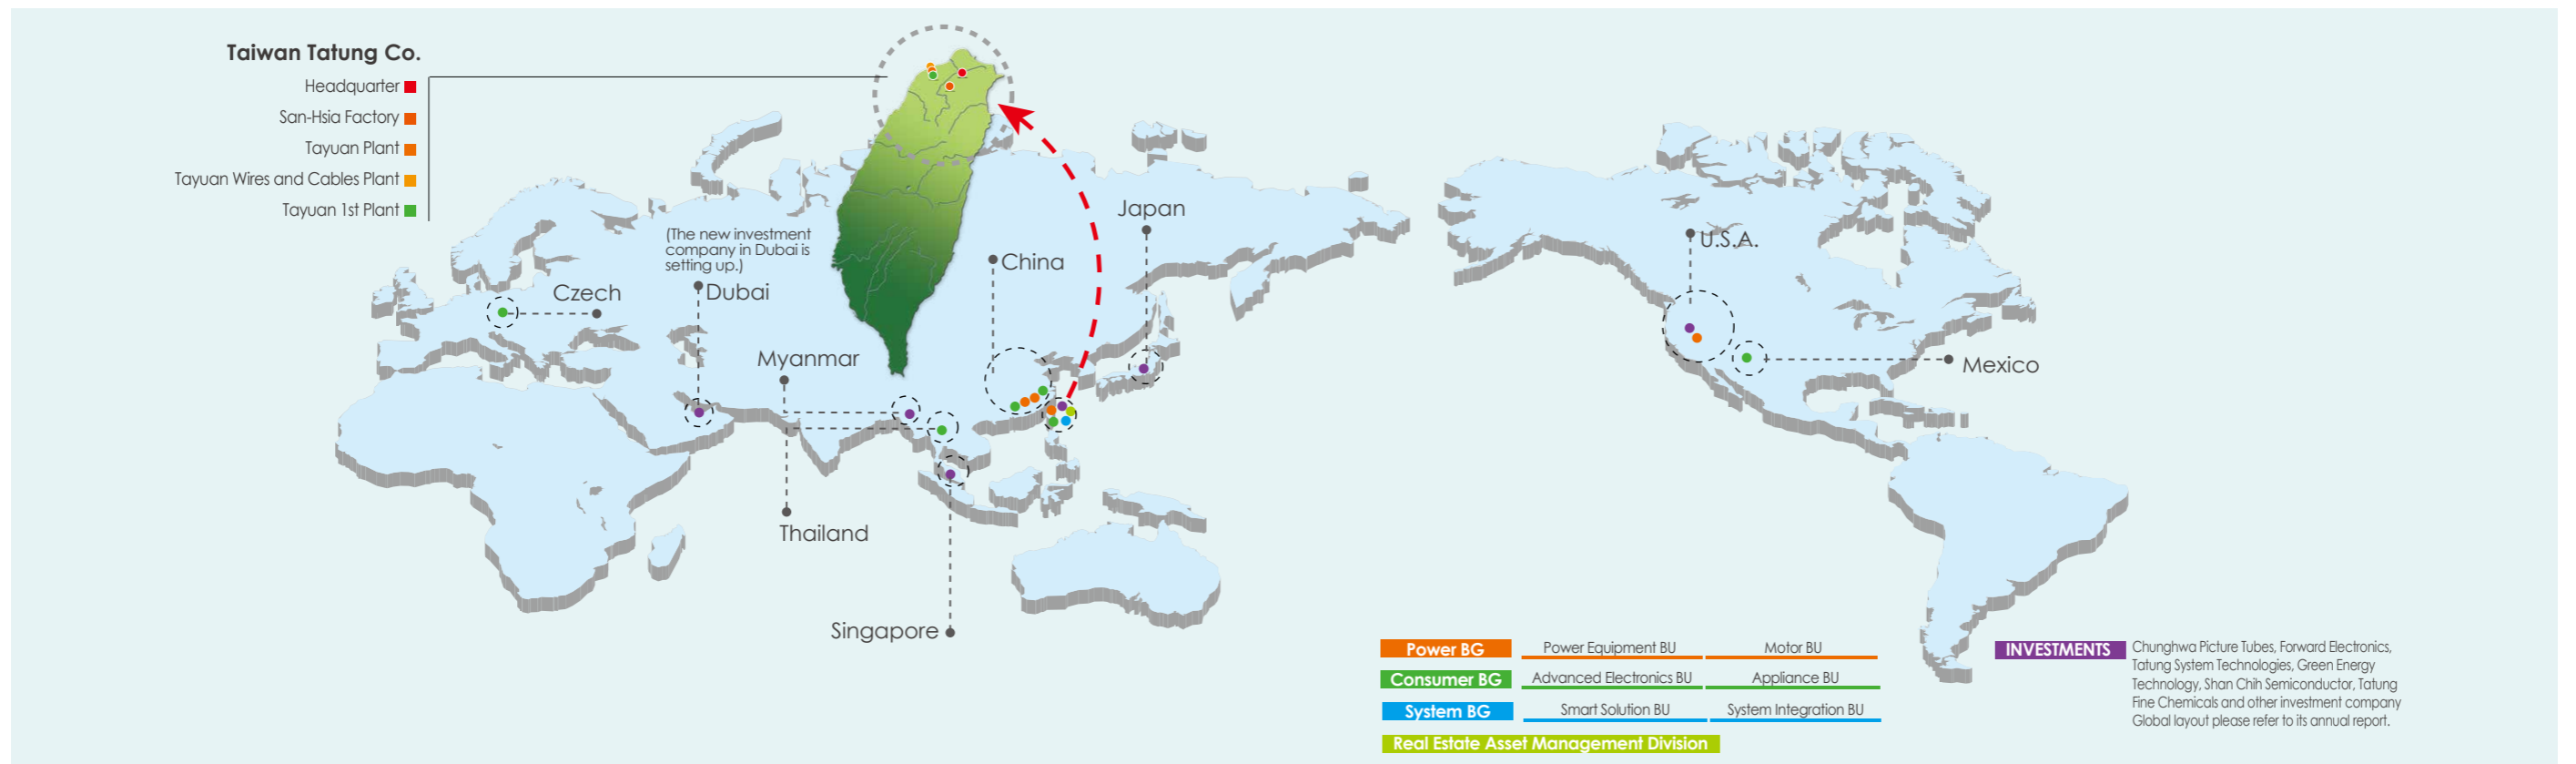 Taiwan Tatung Co.
Headquarter
San-Hsia Factory
Tayuan Plant
Tayuan Wires and Cables Plant
Tayuan 1st Plant
(The new investment
company in Dubai is
setting up.)
Dubai
Czech
Myanmar
Thailand
Singapore
China
Japan
U.S.A.
Mexico
Power BG
Power Equipment BU
Motor BU
Consumer BG
Advanced Electronics BU
Appliance BU
System BG
Smart Solution BU
System Integration BU
Real Estate Asset Management Division
INVESTMENTS
Chunghwa Picture Tubes, Forward Electronics,
Tatung System Technologies, Green Energy
Technology, Shan Chih Semiconductor, Tatung
Fine Chemicals and other investment company
Global layout please refer to its annual report.